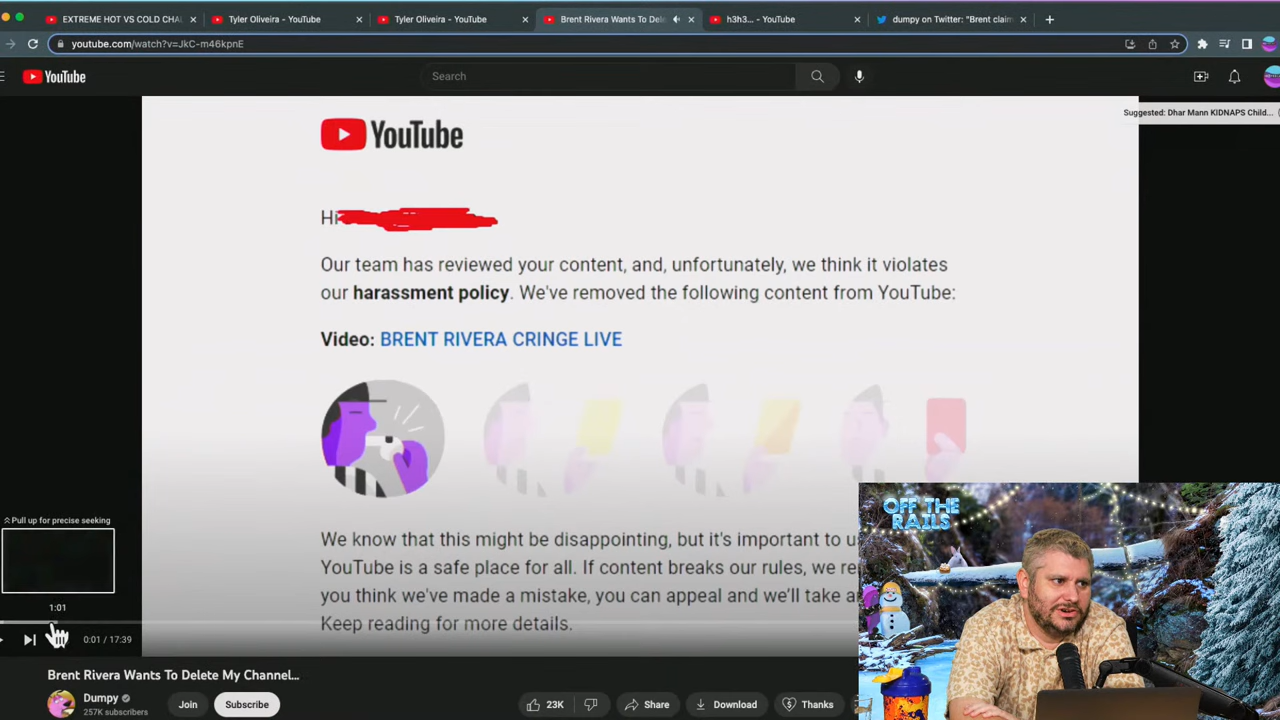 EXTREME HOT VS COLD CHAL
Tyler Oliveira - YouTube
Tyler Oliveira - YouTube
Brent Rivera Wants To Dele
h3h3... - YouTube
dumpy on Twitter: "Brent claim
youtube.com/watch?v=JkC-m46kpnE
YouTube
Search
Suggested: Dhar Mann KIDNAPS Child...
YouTube
Hi
Our team has reviewed your content, and, unfortunately, we think it violates
our harassment policy. We've removed the following content from YouTube:
Video: BRENT RIVERA CRINGE LIVE
OFF THE
RAILS
Pull up for precise seeking
We know that this might be disappointing, but it's important to
YouTube is a safe place for all. If content breaks our rules, we
you think we've made a mistake, you can appeal and we'll take
Keep reading for more details.
1:01
0:01 / 17:39
Brent Rivera Wants To Delete My Channel...
Dumpy
257K subscribers
Join
Subscribe
23K
Share
Download
Thanks